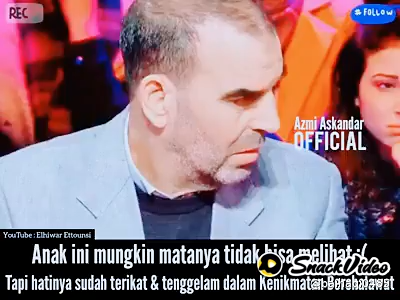 REC
# FOLLOW
Azmi Askandar
OFFICIAL
YouTube : Elhiwar Ettounsi
Anak ini mungkin matanya tidak bisa melihat :(
SnackVideo
Tapi hatinya sudah terikat & tenggelam dalam Kenikmatan Bersholawat